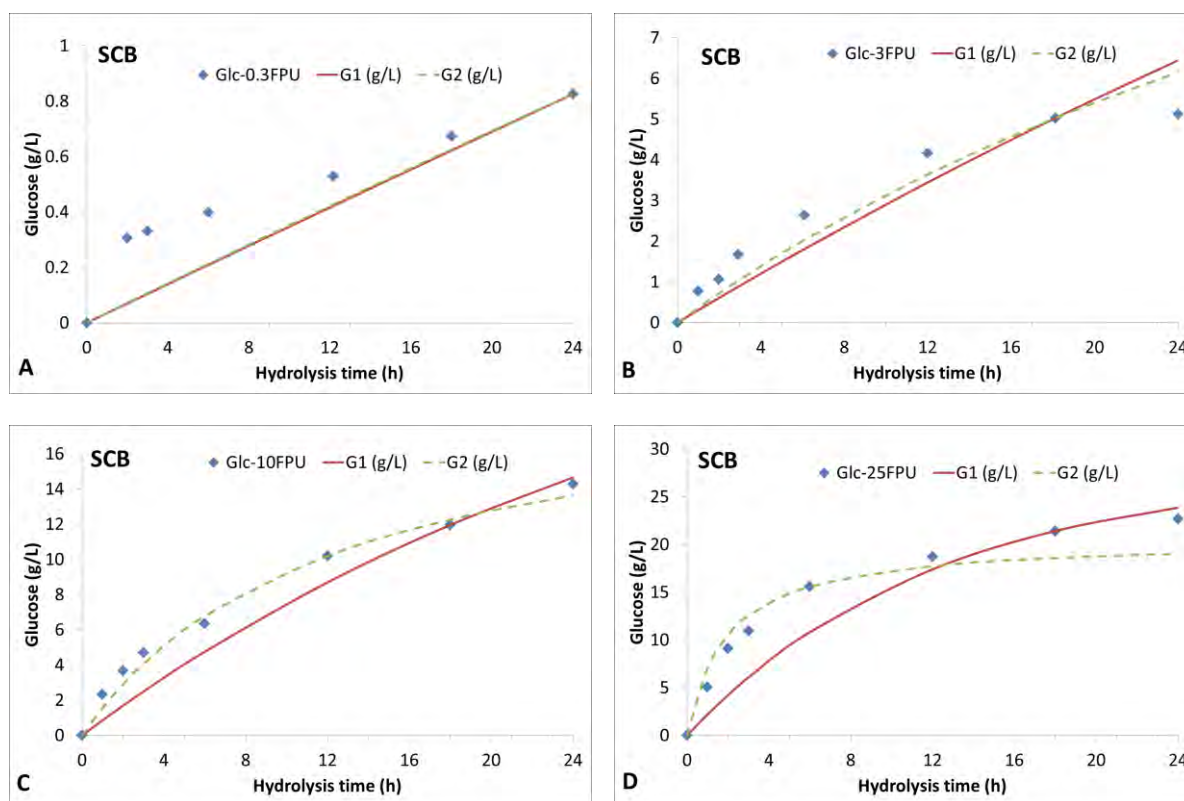 SCB
Glc-0.3FPU G1 (g/L) G2 (g/L)
Glucose (g/L)
1
0.8
0.6
0.4
0.2
0
0 4 8 12 16 20 24
Hydrolysis time (h)
A
SCB
Glc-3FPU G1 (g/L) G2 (g/L)
Glucose (g/L)
7
6
5
4
3
2
1
0
0 4 8 12 16 20 24
Hydrolysis time (h)
B
SCB
Glc-10FPU G1 (g/L) G2 (g/L)
Glucose (g/L)
16
14
12
10
8
6
4
2
0
0 4 8 12 16 20 24
Hydrolysis time (h)
C
SCB
Glc-25FPU G1 (g/L) G2 (g/L)
Glucose (g/L)
30
25
20
15
10
5
0
0 4 8 12 16 20 24
Hydrolysis time (h)
D